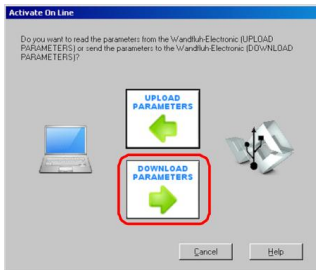 Activate On Line
Do you want to read the parameters from the Wandfluh-Electronic (UPLOAD
PARAMETERS) or send the parameters to the Wandfluh-Electronic (DOWNLOAD
PARAMETERS)?
UPLOAD
PARAMETERS
DOWNLOAD
PARAMETERS
Cancel
Help